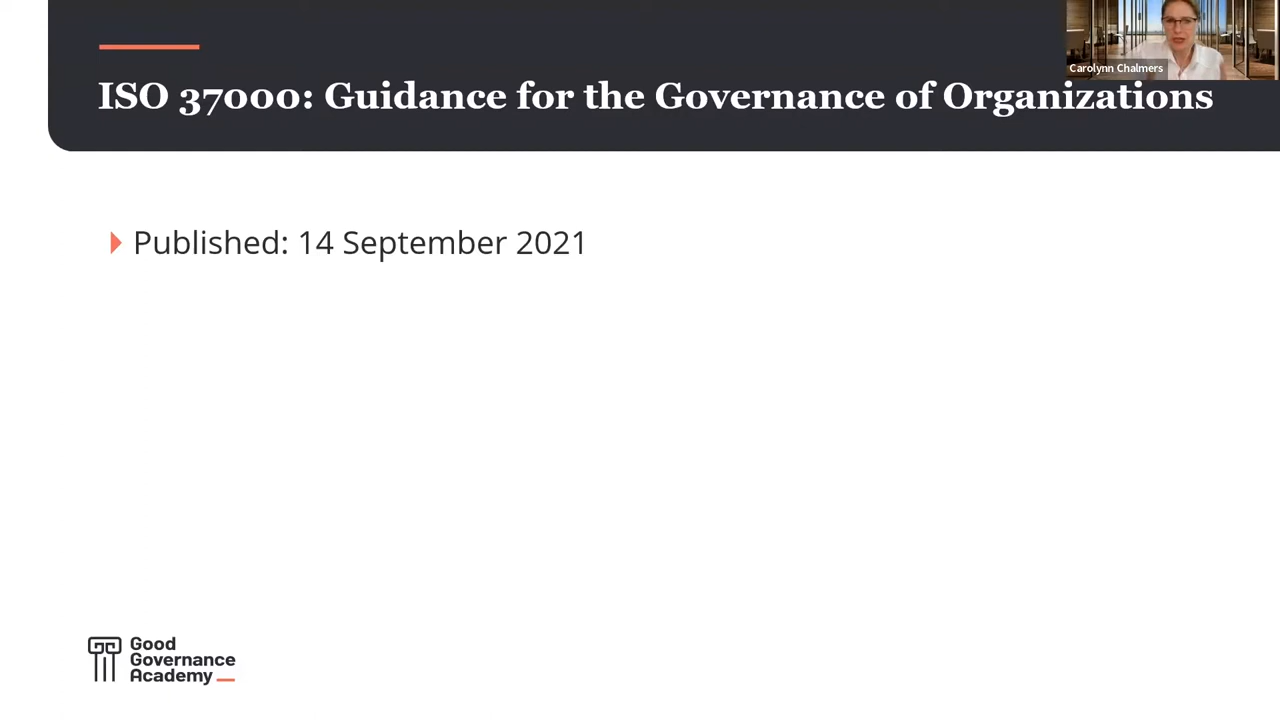 Carolynn Chalmers
ISO 37000: Guidance for the Governance of Organizations
Published: 14 September 2021
Good
Governance
Academy